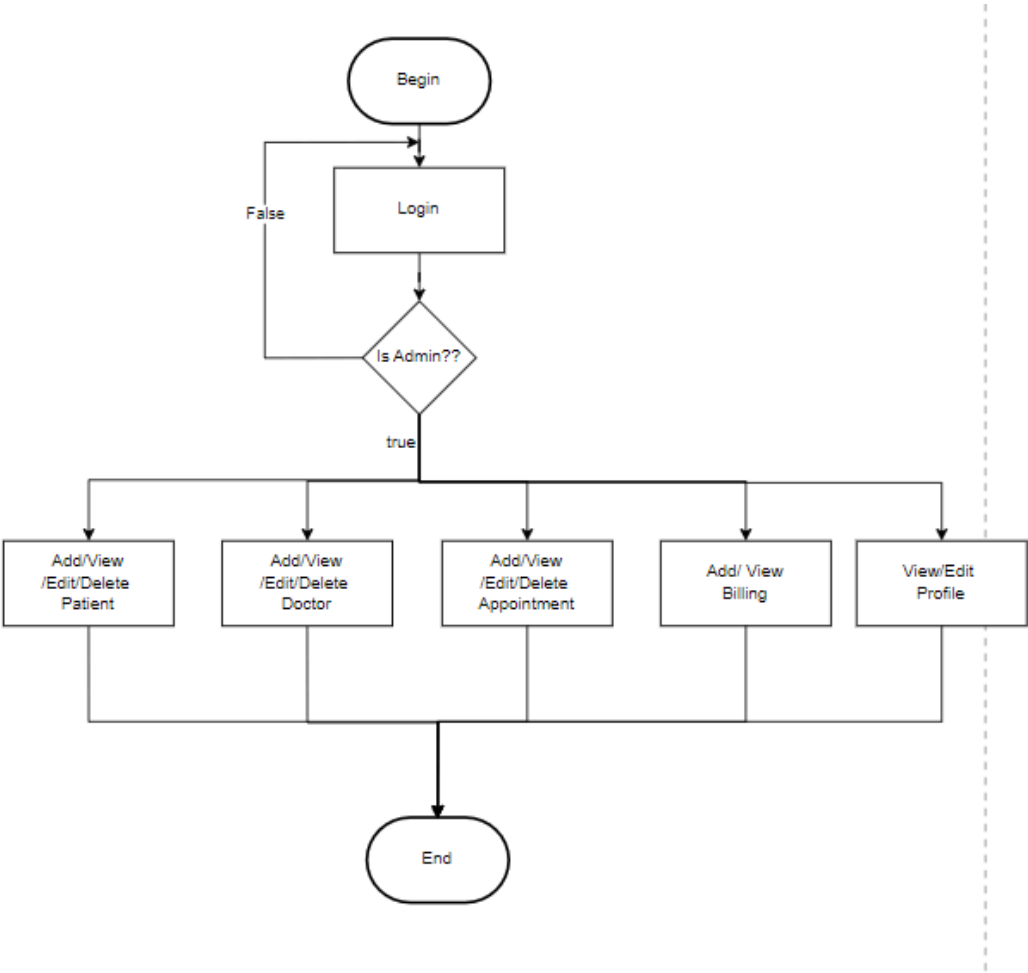 Begin
False
Login
Is Admin??
true
Add/View
/Edit/Delete
Patient
Add/View
/Edit/Delete
Doctor
Add/View
/Edit/Delete
Appointment
Add/ View
Billing
View/Edit
Profile
End